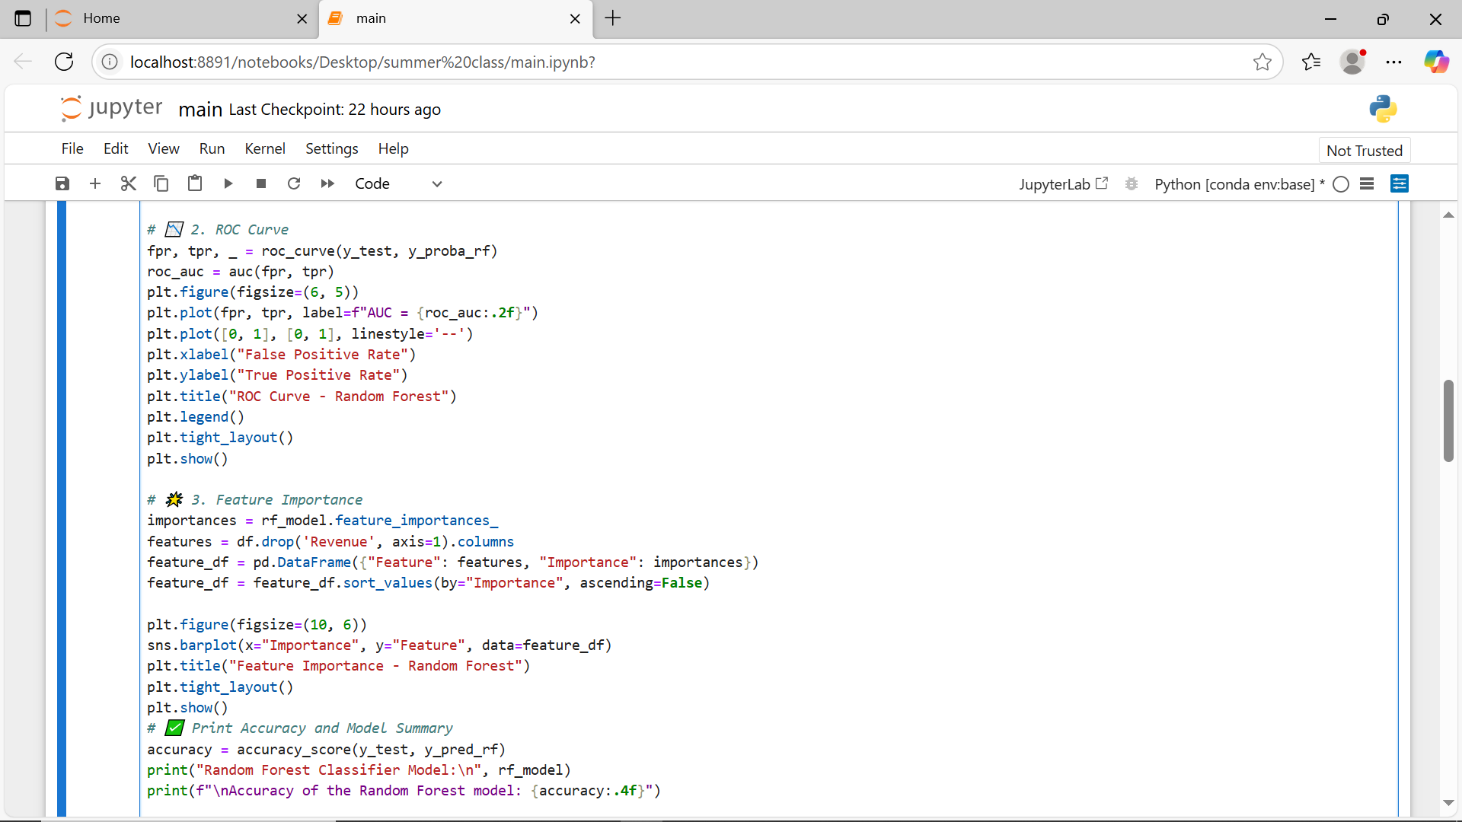 Home
main
localhost:8891/notebooks/Desktop/summer%20class/main.ipynb?
jupyter main Last Checkpoint: 22 hours ago
File Edit View Run Kernel Settings Help
Not Trusted
Code
JupyterLab
Python [conda env:base] *
# 📉 2. ROC Curve
fpr, tpr, _ = roc_curve(y_test, y_proba_rf)
roc_auc = auc(fpr, tpr)
plt.figure(figsize=(6, 5))
plt.plot(fpr, tpr, label=f"AUC = {roc_auc:.2f}")
plt.plot([0, 1], [0, 1], linestyle='--')
plt.xlabel("False Positive Rate")
plt.ylabel("True Positive Rate")
plt.title("ROC Curve - Random Forest")
plt.legend()
plt.tight_layout()
plt.show()
# 🌟 3. Feature Importance
importances = rf_model.feature_importances_
features = df.drop('Revenue', axis=1).columns
feature_df = pd.DataFrame({"Feature": features, "Importance": importances})
feature_df = feature_df.sort_values(by="Importance", ascending=False)
plt.figure(figsize=(10, 6))
sns.barplot(x="Importance", y="Feature", data=feature_df)
plt.title("Feature Importance - Random Forest")
plt.tight_layout()
plt.show()
# ✅ Print Accuracy and Model Summary
accuracy = accuracy_score(y_test, y_pred_rf)
print("Random Forest Classifier Model:\n", rf_model)
print(f"\nAccuracy of the Random Forest model: {accuracy:.4f}")